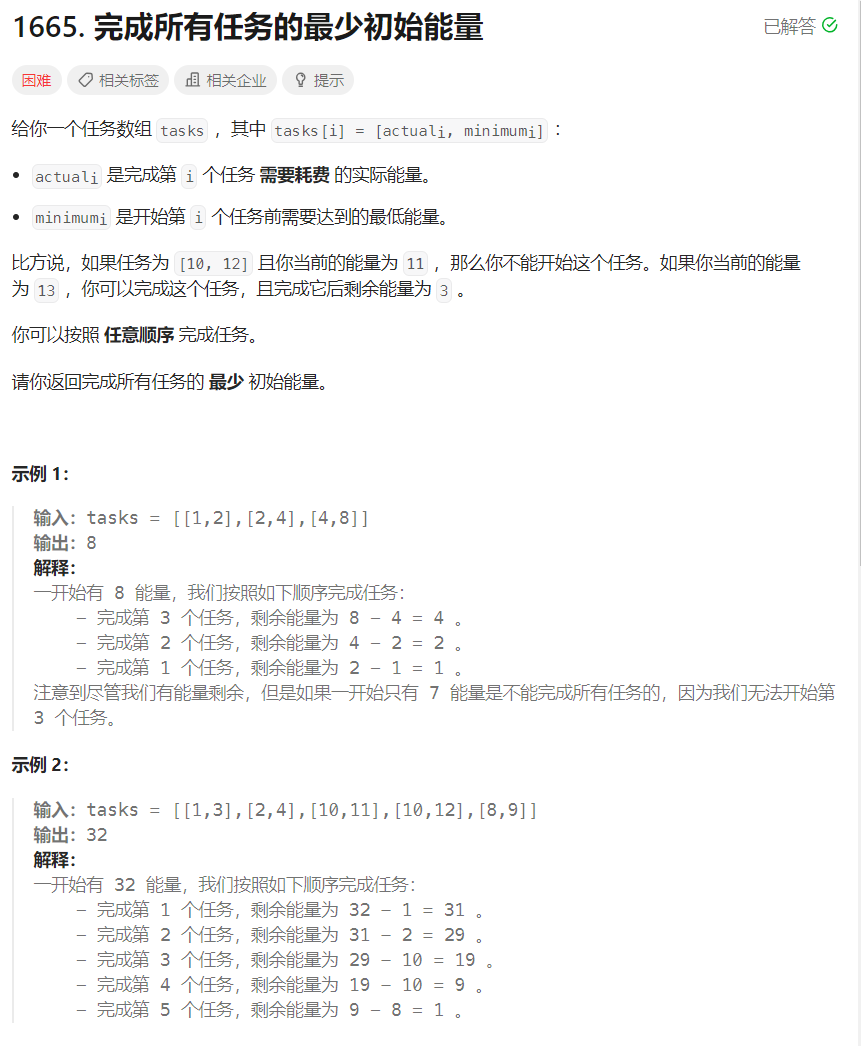 1665. 完成所有任务的最少初始能量
已解答
困难 相关标签 相关企业 提示
给你一个任务数组 tasks ，其中 tasks[i] = [actuali, minimumi] ：
• actuali 是完成第 i 个任务 需要耗费 的实际能量。
• minimumi 是开始第 i 个任务前需要达到的最低能量。
比方说，如果任务为 [10, 12] 且你当前的能量为 11 ，那么你不能开始这个任务。如果你当前的能量
为 13 ，你可以完成这个任务，且完成它后剩余能量为 3 。
你可以按照 任意顺序 完成任务。
请你返回完成所有任务的 最少 初始能量。
示例 1：
输入：tasks = [[1,2],[2,4],[4,8]]
输出：8
解释：
一开始有 8 能量，我们按照如下顺序完成任务：
- 完成第 3 个任务，剩余能量为 8 - 4 = 4 。
- 完成第 2 个任务，剩余能量为 4 - 2 = 2 。
- 完成第 1 个任务，剩余能量为 2 - 1 = 1 。
注意到尽管我们有能量剩余，但是如果一开始只有 7 能量是不能完成所有任务的，因为我们无法开始第
3 个任务。
示例 2：
输入：tasks = [[1,3],[2,4],[10,11],[10,12],[8,9]]
输出：32
解释：
一开始有 32 能量，我们按照如下顺序完成任务：
- 完成第 1 个任务，剩余能量为 32 - 1 = 31 。
- 完成第 2 个任务，剩余能量为 31 - 2 = 29 。
- 完成第 3 个任务，剩余能量为 29 - 10 = 19 。
- 完成第 4 个任务，剩余能量为 19 - 10 = 9 。
- 完成第 5 个任务，剩余能量为 9 - 8 = 1 。